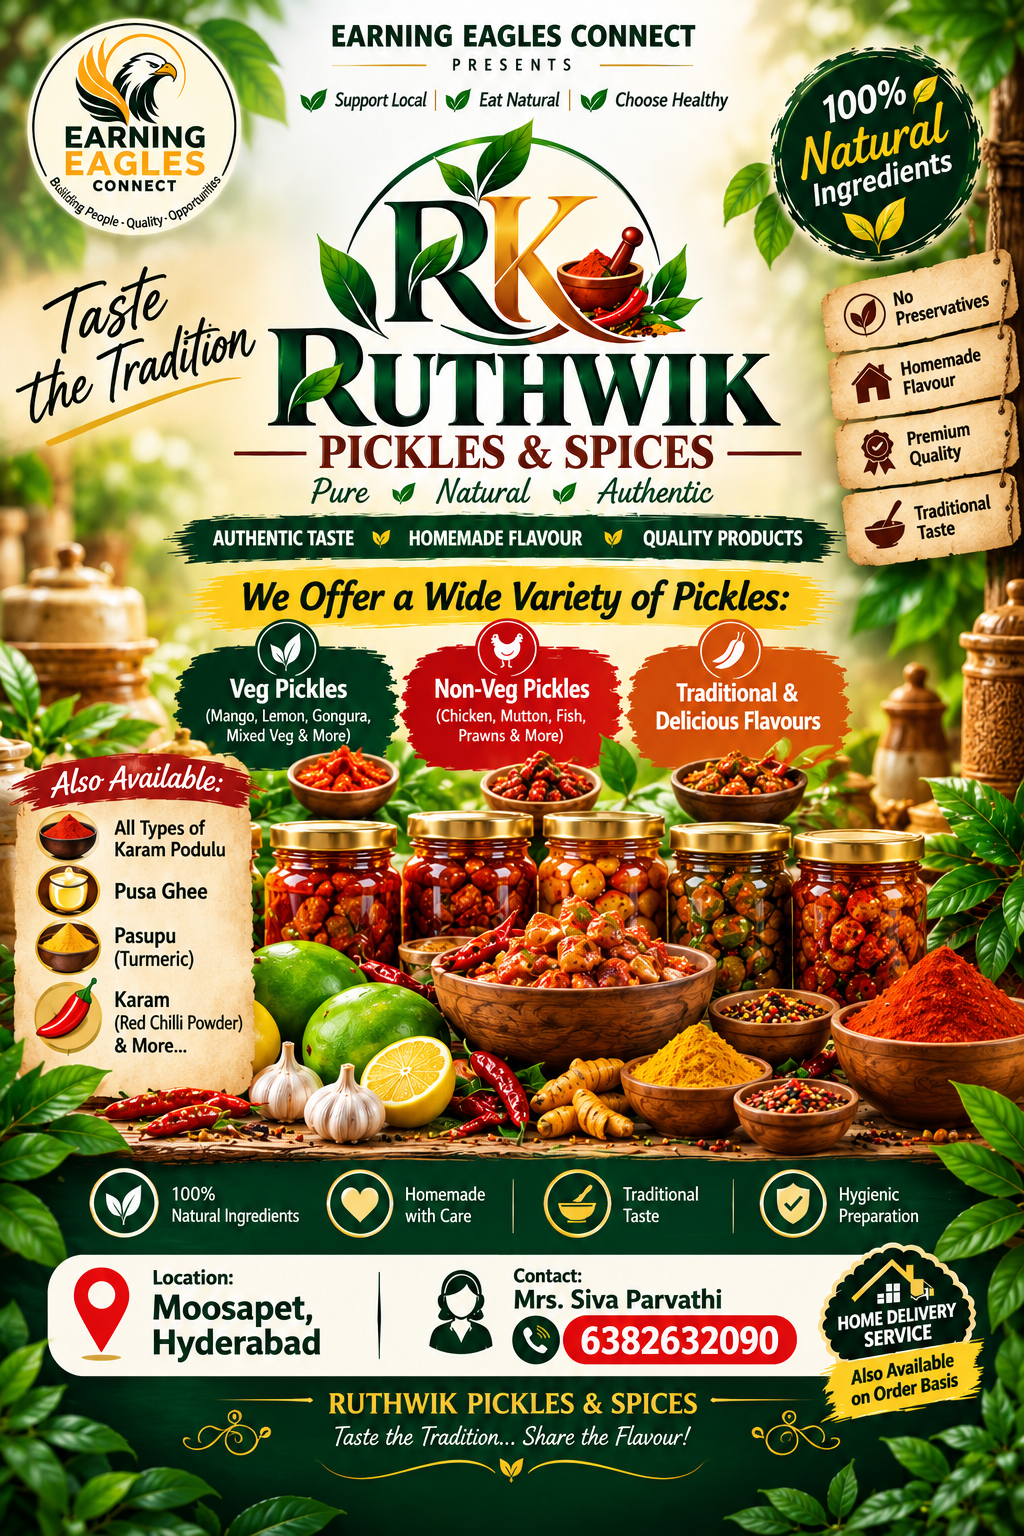 EARNING EAGLES CONNECT
PRESENTS
Support Local | Eat Natural | Choose Healthy
EARNING
EAGLES
CONNECT
Building People - Quality - Opportunities
100%
Natural
Ingredients
RK
Taste
the Tradition
RUTHWIK
PICKLES & SPICES
Pure Natural Authentic
No
Preservatives
Homemade
Flavour
Premium
Quality
Traditional
Taste
AUTHENTIC TASTE HOMEMADE FLAVOUR QUALITY PRODUCTS
We Offer a Wide Variety of Pickles:
Veg Pickles
(Mango, Lemon, Gongura,
Mixed Veg & More)
Non-Veg Pickles
(Chicken, Mutton, Fish,
Prawns & More)
Traditional &
Delicious Flavours
Also Available:
All Types of
Karam Podulu
Pusa Ghee
Pasupu
(Turmeric)
Karam
(Red Chilli Powder)
& More...
100%
Natural Ingredients
Homemade
with Care
Traditional
Taste
Hygienic
Preparation
Location:
Moosapet,
Hyderabad
Contact:
Mrs. Siva Parvathi
6382632090
HOME DELIVERY
SERVICE
Also Available
on Order Basis
RUTHWIK PICKLES & SPICES
Taste the Tradition... Share the Flavour!